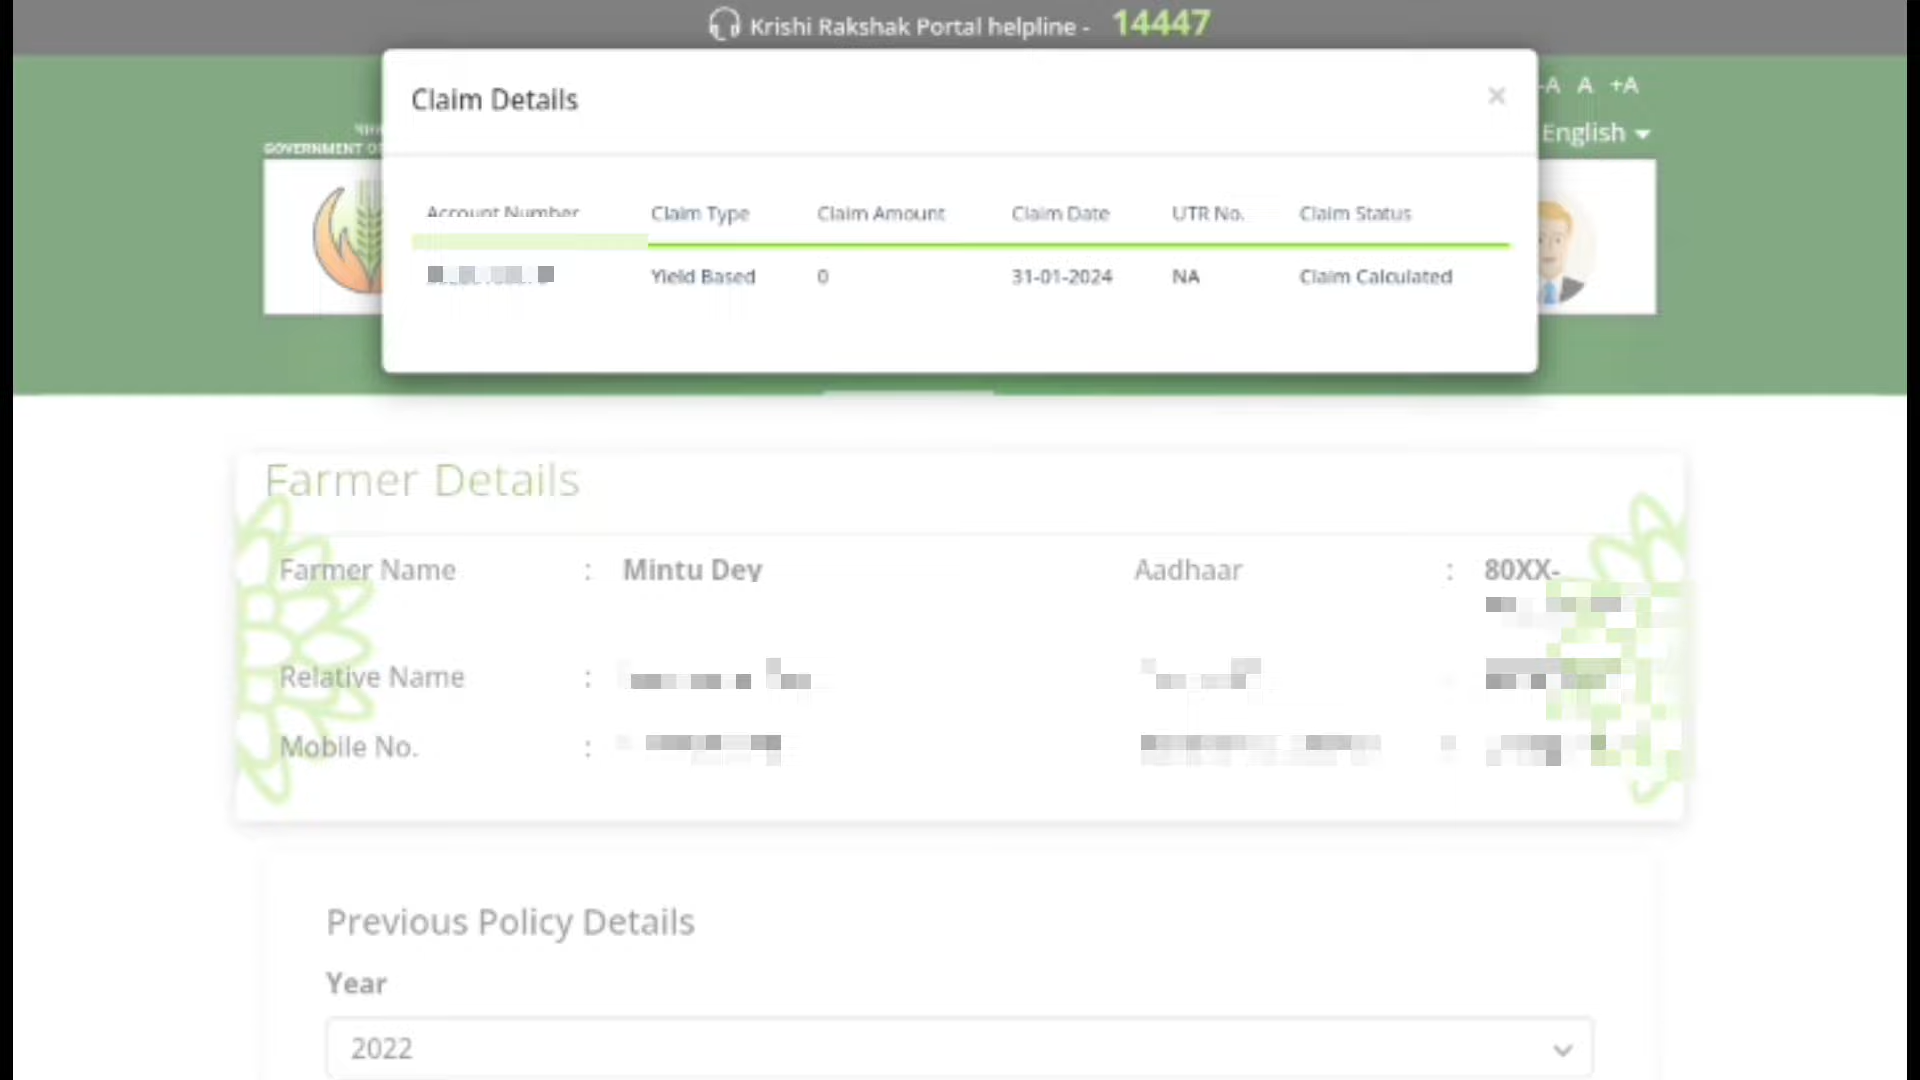 Krishi Rakshak Portal helpline - 14447
Claim Details ×
-A A +A
English
GOVERNMENT
Account Number Claim Type Claim Amount Claim Date UTR No. Claim Status
Yield Based 0 31-01-2024 NA Claim Calculated
Farmer Details
Farmer Name : Mintu Dey Aadhaar : 80XX-
Relative Name :
Mobile No. :
Previous Policy Details
Year
2022